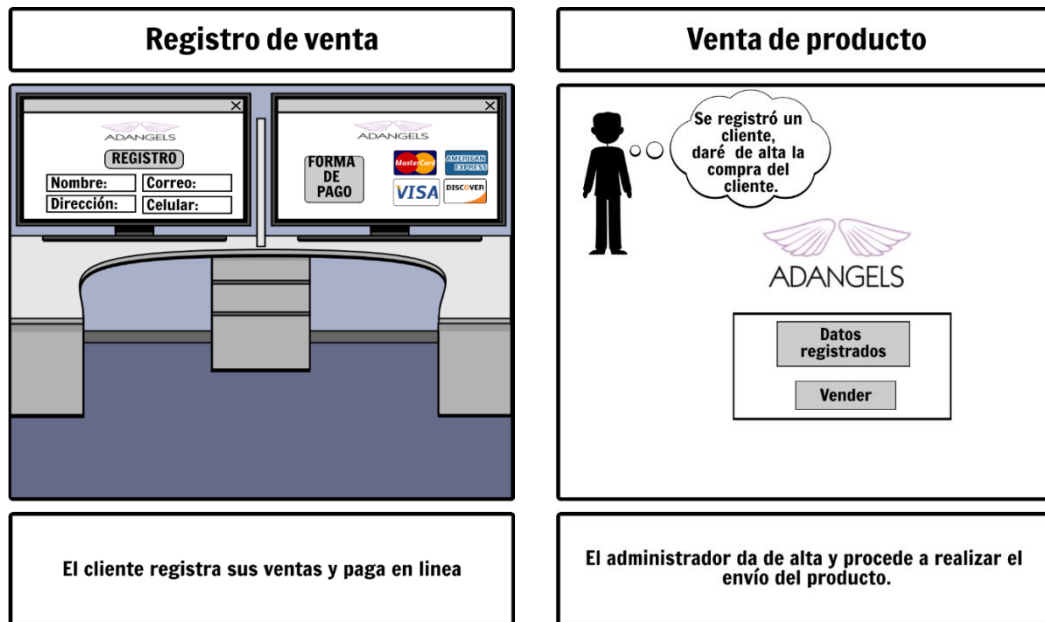 Registro de venta
Venta de producto
ADANGELS
REGISTRO
Nombre:
Correo:
Dirección:
Celular:
ADANGELS
FORMA
DE
PAGO
MasterCard
AMERICAN
EXPRESS
VISA
DISCOVER
Se registró un
cliente,
daré de alta la
compra del
cliente.
ADANGELS
Datos
registrados
Vender
El cliente registra sus ventas y paga en linea
El administrador da de alta y procede a realizar el
envío del producto.